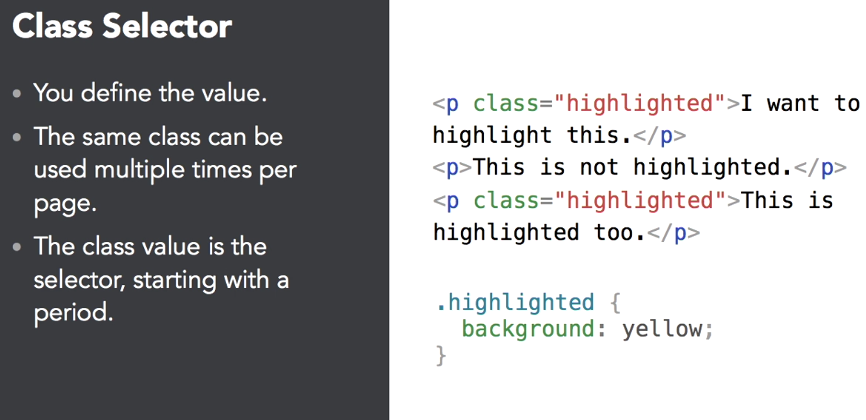 Class Selector
• You define the value.
• The same class can be
used multiple times per
page.
• The class value is the
selector, starting with a
period.
<p class="highlighted">I want to
highlight this.</p>
<p>This is not highlighted.</p>
<p class="highlighted">This is
highlighted too.</p>
.highlighted {
  background: yellow;
}